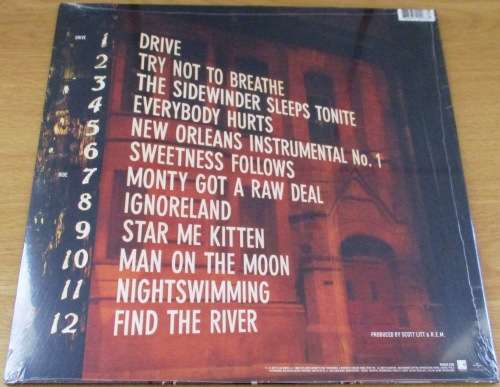 DRIVE
1 DRIVE
2 TRY NOT TO BREATHE
3 THE SIDEWINDER SLEEPS TONITE
4 EVERYBODY HURTS
5 NEW ORLEANS INSTRUMENTAL No. 1
6 SWEETNESS FOLLOWS
RIDE
7 MONTY GOT A RAW DEAL
8 IGNORELAND
9 STAR ME KITTEN
10 MAN ON THE MOON
11 NIGHTSWIMMING
12 FIND THE RIVER
PRODUCED BY SCOTT LITT & R.E.M.